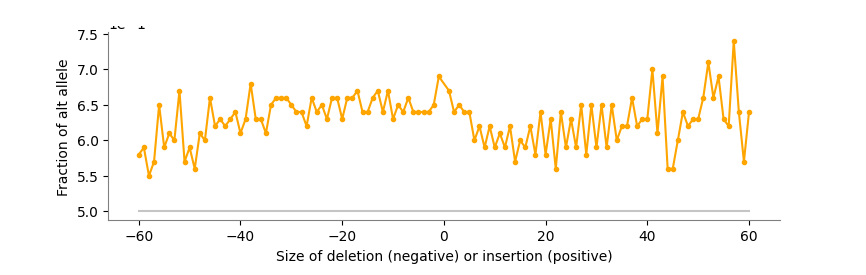 7.5
7.0
6.5
6.0
5.5
5.0
Fraction of alt allele
−60 −40 −20 0 20 40 60
Size of deletion (negative) or insertion (positive)